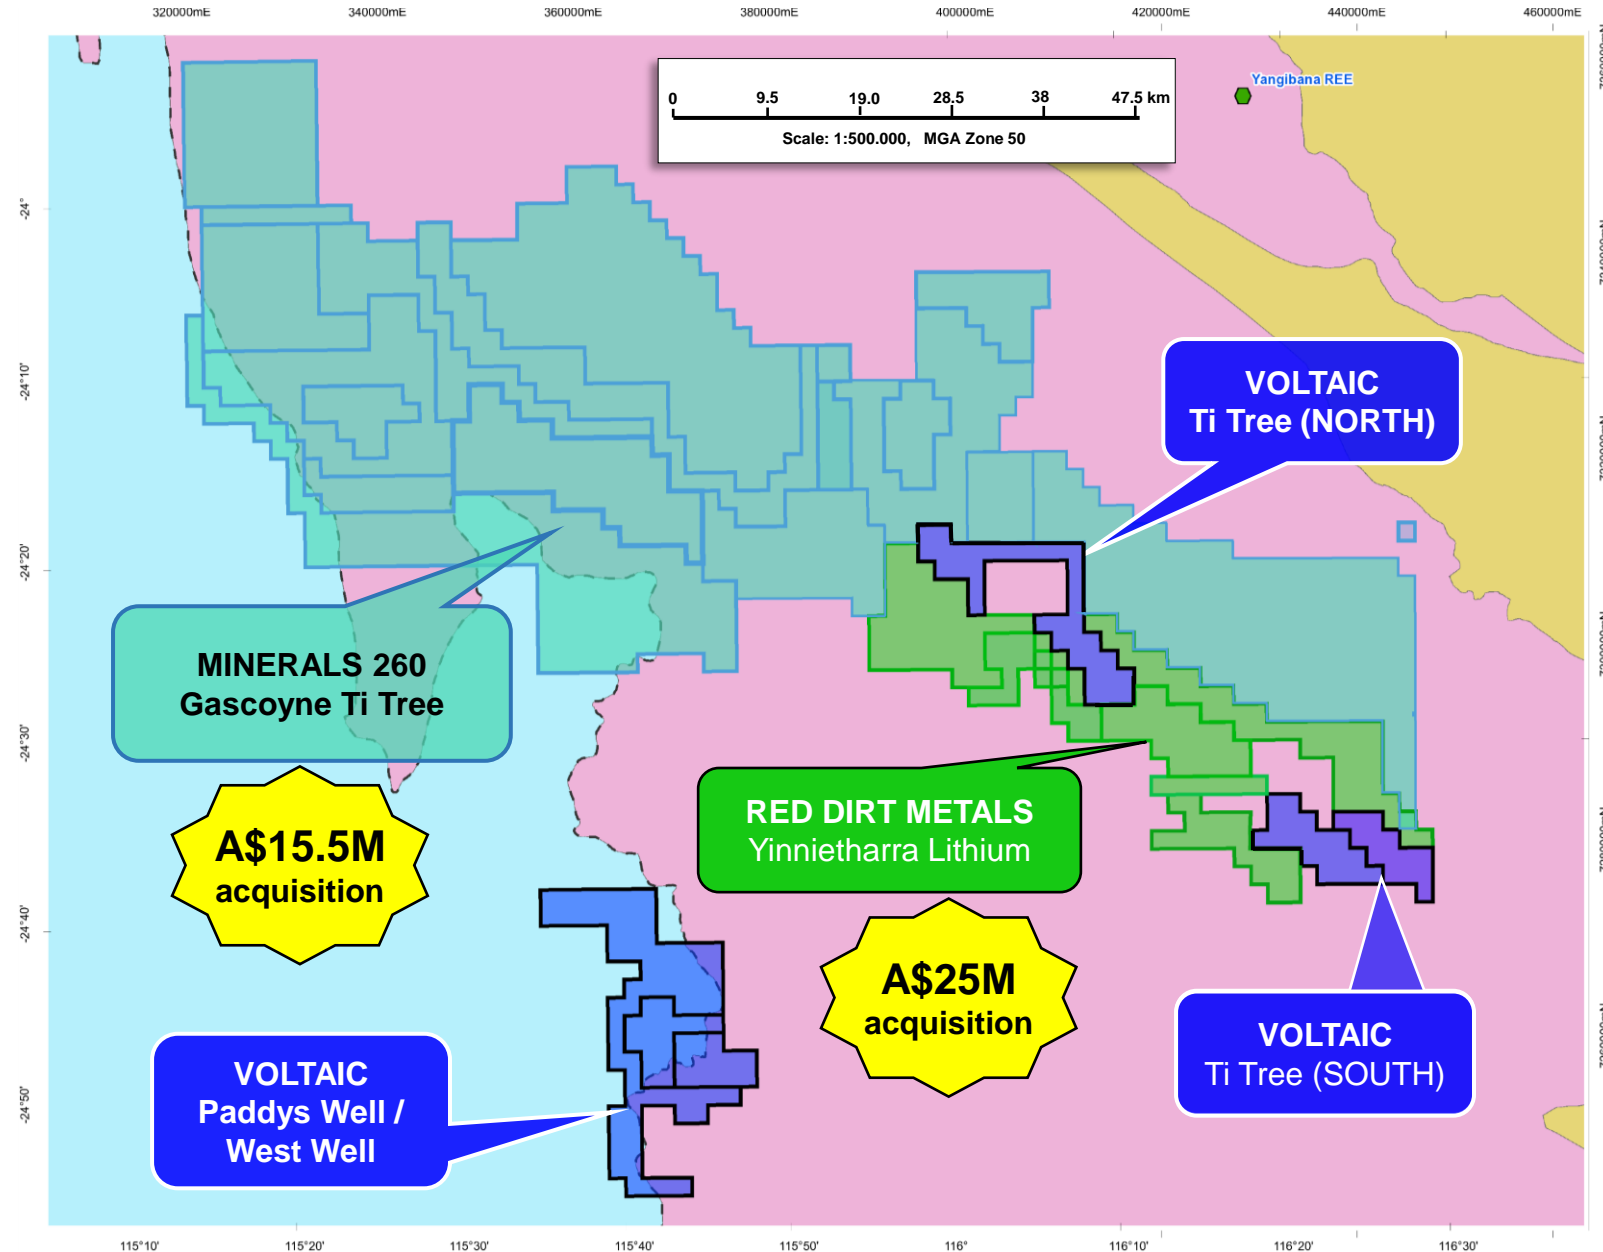 320000mE 340000mE 360000mE 380000mE 400000mE 420000mE 440000mE 460000mE
Yangibana REE
0 9.5 19.0 28.5 38 47.5 km
Scale: 1:500.000, MGA Zone 50
-24°
-24°10'
-24°20'
-24°30'
-24°40'
-24°50'
VOLTAIC
Ti Tree (NORTH)
MINERALS 260
Gascoyne Ti Tree
A$15.5M
acquisition
RED DIRT METALS
Yinnietharra Lithium
A$25M
acquisition
VOLTAIC
Ti Tree (SOUTH)
VOLTAIC
Paddys Well /
West Well
115°10' 115°20' 115°30' 115°40' 115°50' 116° 116°10' 116°20' 116°30'